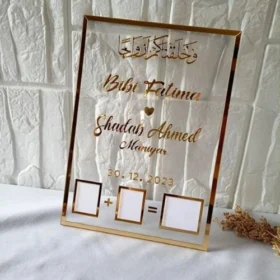 وخلقناكم أزواجا
Bibi Fatima
Shadab Ahmed
Maniyar
30. 12. 2023
+ =